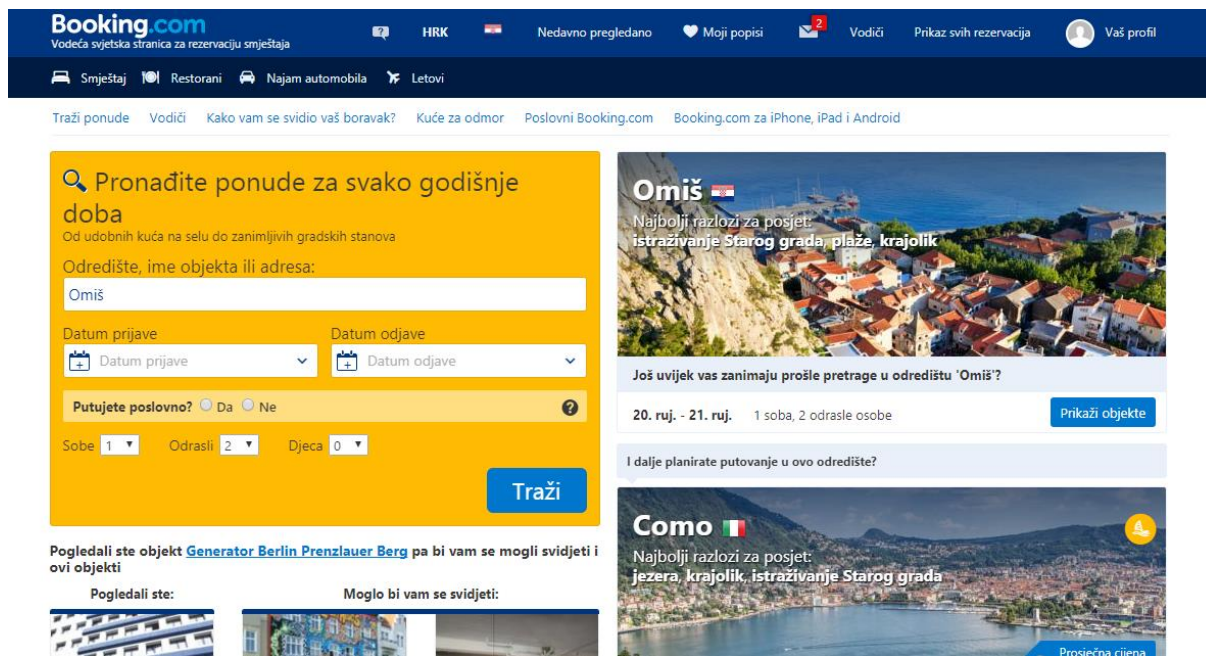 Booking.com
Vodeća svjetska stranica za rezervaciju smještaja
HRK
Nedavno pregledano
Moji popisi
2
Vodiči
Prikaz svih rezervacija
Vaš profil
Smještaj
Restorani
Najam automobila
Letovi
Traži ponude
Vodiči
Kako vam se svidio vaš boravak?
Kuće za odmor
Poslovni Booking.com
Booking.com za iPhone, iPad i Android
Pronađite ponude za svako godišnje
doba
Od udobnih kuća na selu do zanimljivih gradskih stanova
Odredište, ime objekta ili adresa:
Omiš
Datum prijave
Datum odjave
Datum prijave
Datum odjave
Putujete poslovno? Da Ne
Sobe 1 Odrasli 2 Djeca 0
Traži
Pogledali ste objekt Generator Berlin Prenzlauer Berg pa bi vam se mogli svidjeti i
ovi objekti
Pogledali ste:
Moglo bi vam se svidjeti:
Omiš
Najbolji razlozi za posjet:
istraživanje Starog grada, plaže, krajolik
Još uvijek vas zanimaju prošle pretrage u odredištu 'Omiš'?
20. ruj. - 21. ruj. 1 soba, 2 odrasle osobe
Prikaži objekte
I dalje planirate putovanje u ovo odredište?
Como
Najbolji razlozi za posjet:
jezera, krajolik, istraživanje Starog grada
Prosječna cijena